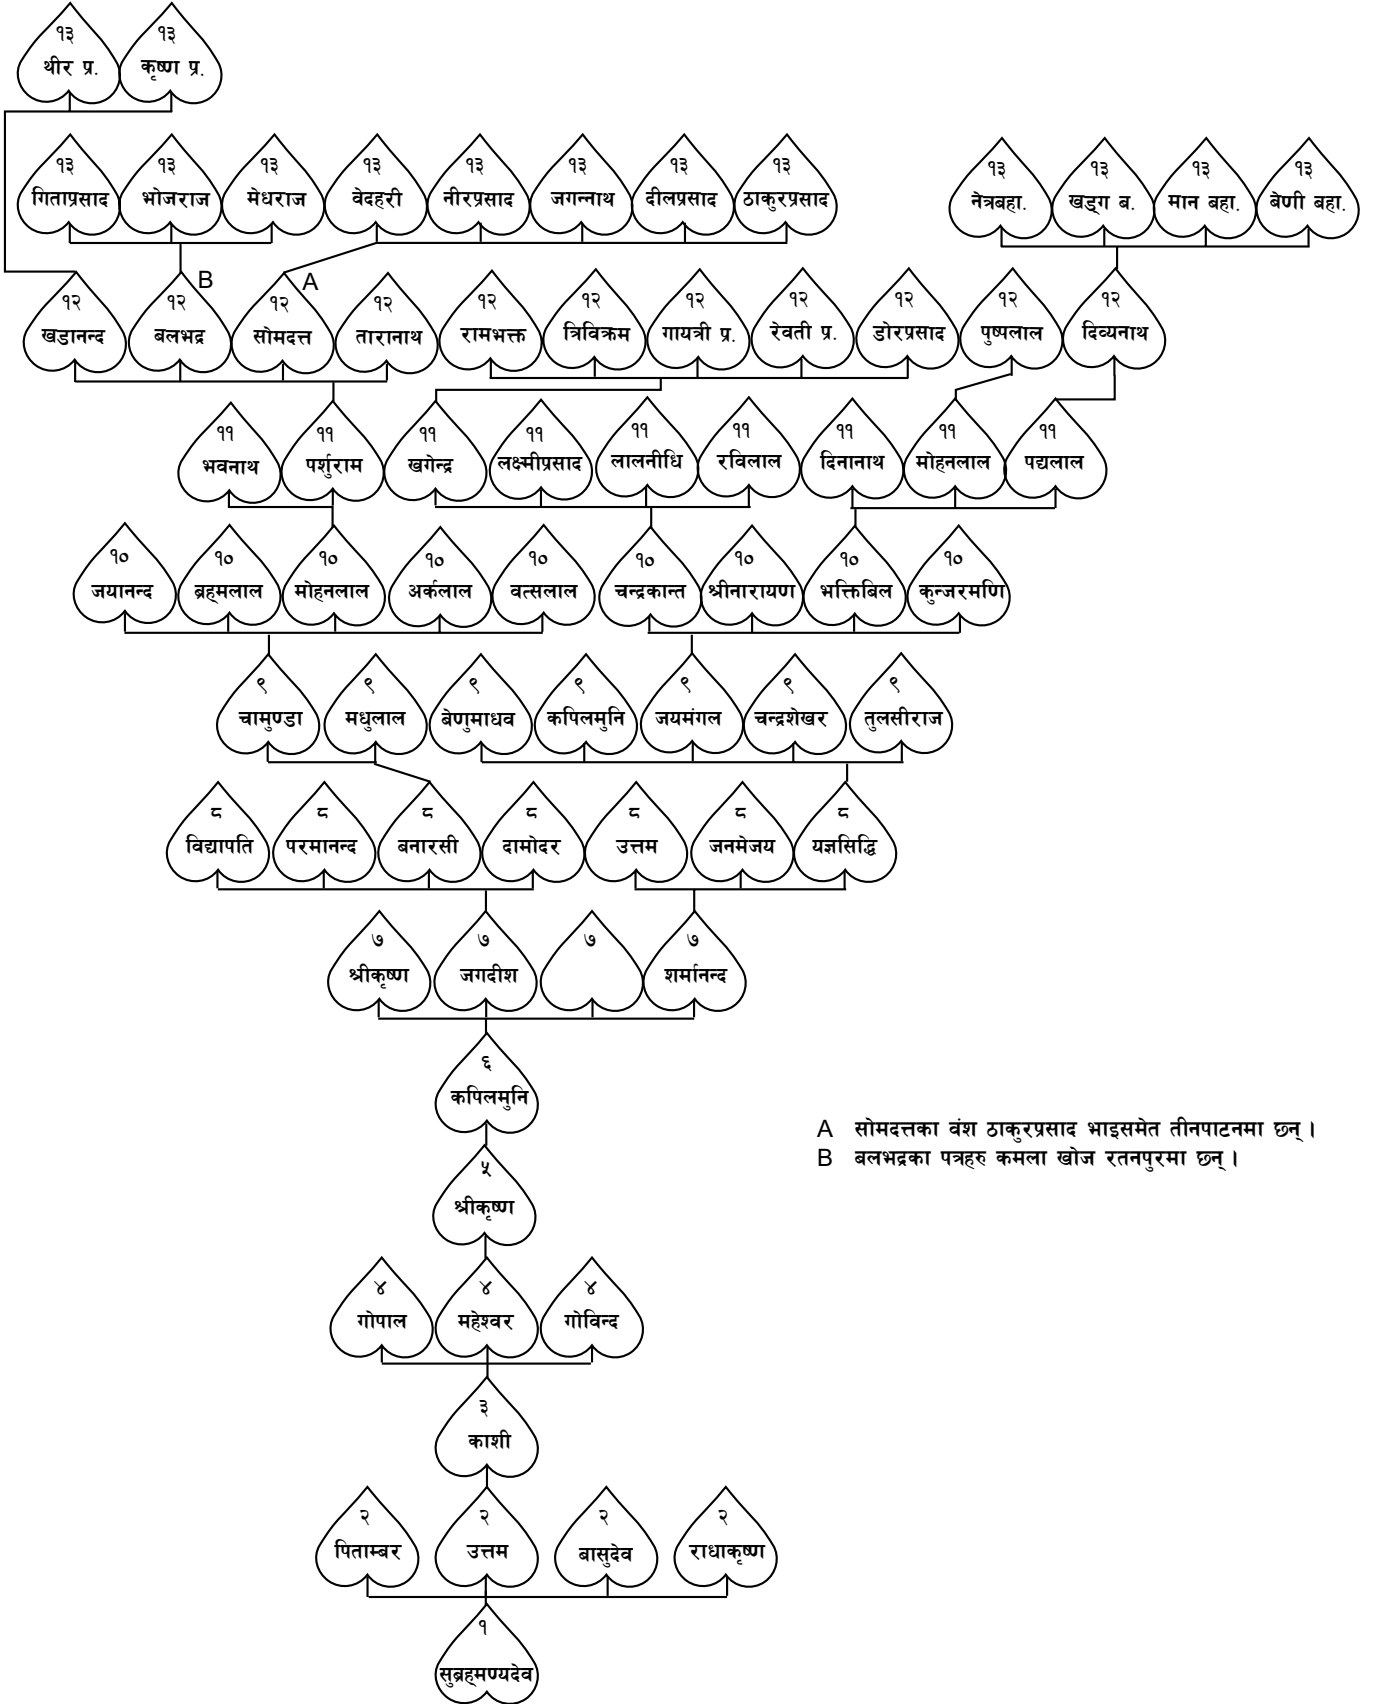 १३ १३
थीर प्र. कृष्ण प्र.
१३ १३ १३ १३ १३ १३ १३ १३ १३ १३ १३ १३
गिताप्रसाद भोजराज मेधराज वेदहरी नीरप्रसाद जगन्नाथ दीलप्रसाद ठाकुरप्रसाद नेत्रबहा. खड्ग ब. मान बहा. बेणी बहा.
B A
१२ १२ १२ १२ १२ १२ १२ १२ १२ १२ १२
खडानन्द बलभद्र सोमदत्त तारानाथ रामभक्त त्रिविक्रम गायत्री प्र. रेवती प्र. डोरप्रसाद पुष्पलाल दिब्यनाथ
११ ११ ११ ११ ११ ११ ११ ११ ११
भवनाथ पर्शुराम खगेन्द्र लक्ष्मीप्रसाद लालनीधि रविलाल दिनानाथ मोहनलाल पद्यलाल
१० १० १० १० १० १० १० १० १०
जयानन्द ब्रह्मलाल मोहनलाल अर्कलाल वत्सलाल चन्द्रकान्त श्रीनारायण भक्तिबिल कुन्जरमणि
९ ९ ९ ९ ९ ९ ९
चामुण्डा मधुलाल बेणुमाधव कपिलमुनि जयमंगल चन्द्रशेखर तुलसीराज
८ ८ ८ ८ ८ ८ ८
विद्यापति परमानन्द बनारसी दामोदर उत्तम जनमेजय यज्ञसिद्धि
७ ७ ७ ७
श्रीकृष्ण जगदीश शर्मानन्द
६
कपिलमुनि
A सोमदत्तका वंश ठाकुरप्रसाद भाइसमेत तीनपाटनमा छन् ।
B बलभद्रका पत्रहरु कमला खोज रतनपुरमा छन् ।
५
श्रीकृष्ण
४ ४ ४
गोपाल महेश्वर गोविन्द
३
काशी
२ २ २ २
पिताम्बर उत्तम बासुदेव राधाकृष्ण
१
सुब्रह्मण्यदेव